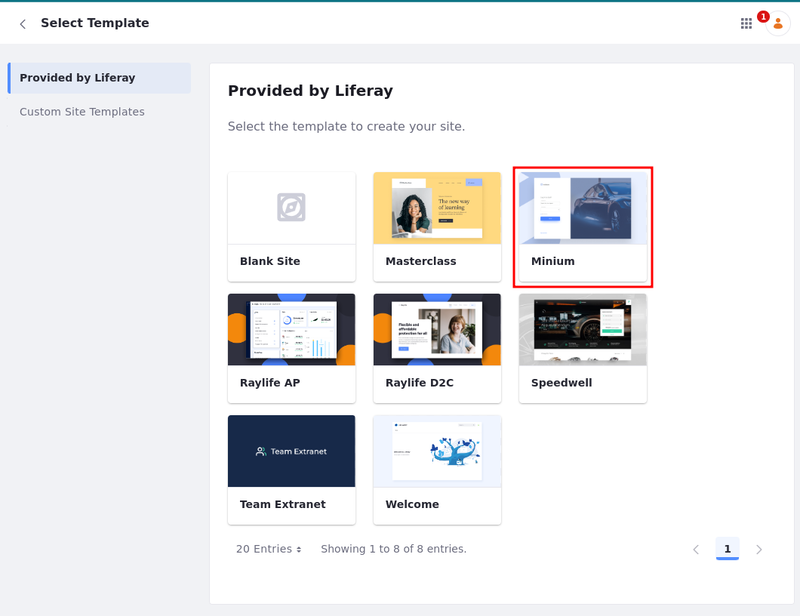 Select Template
1
Provided by Liferay
Custom Site Templates
Provided by Liferay
Select the template to create your site.
The new way
of learning
Blank Site
Masterclass
Minium
Flexible and
affordable
protection for all
Raylife AP
Raylife D2C
Speedwell
Team Extranet
Team Extranet
Welcome
20 Entries
Showing 1 to 8 of 8 entries.
1